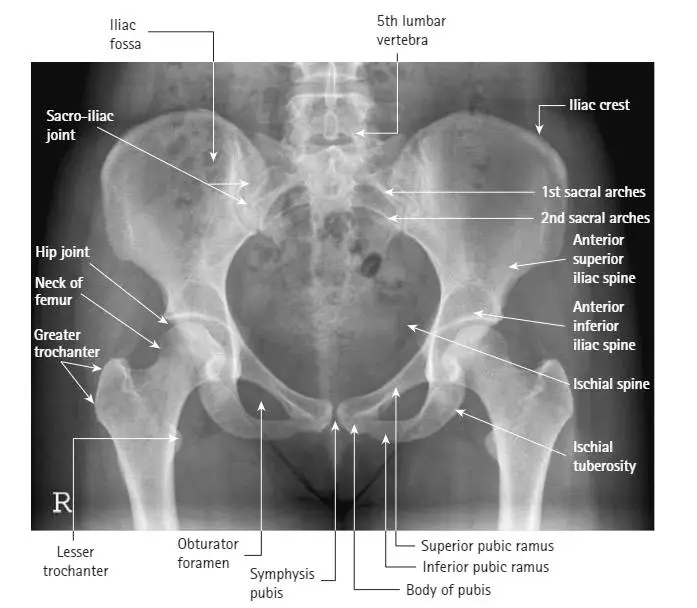 Iliac
fossa
5th lumbar
vertebra
Sacro-iliac
joint
Iliac crest
1st sacral arches
2nd sacral arches
Anterior
superior
iliac spine
Hip joint
Neck of
femur
Anterior
inferior
iliac spine
Greater
trochanter
Ischial spine
Ischial
tuberosity
R
Lesser
trochanter
Obturator
foramen
Symphysis
pubis
Superior pubic ramus
Inferior pubic ramus
Body of pubis